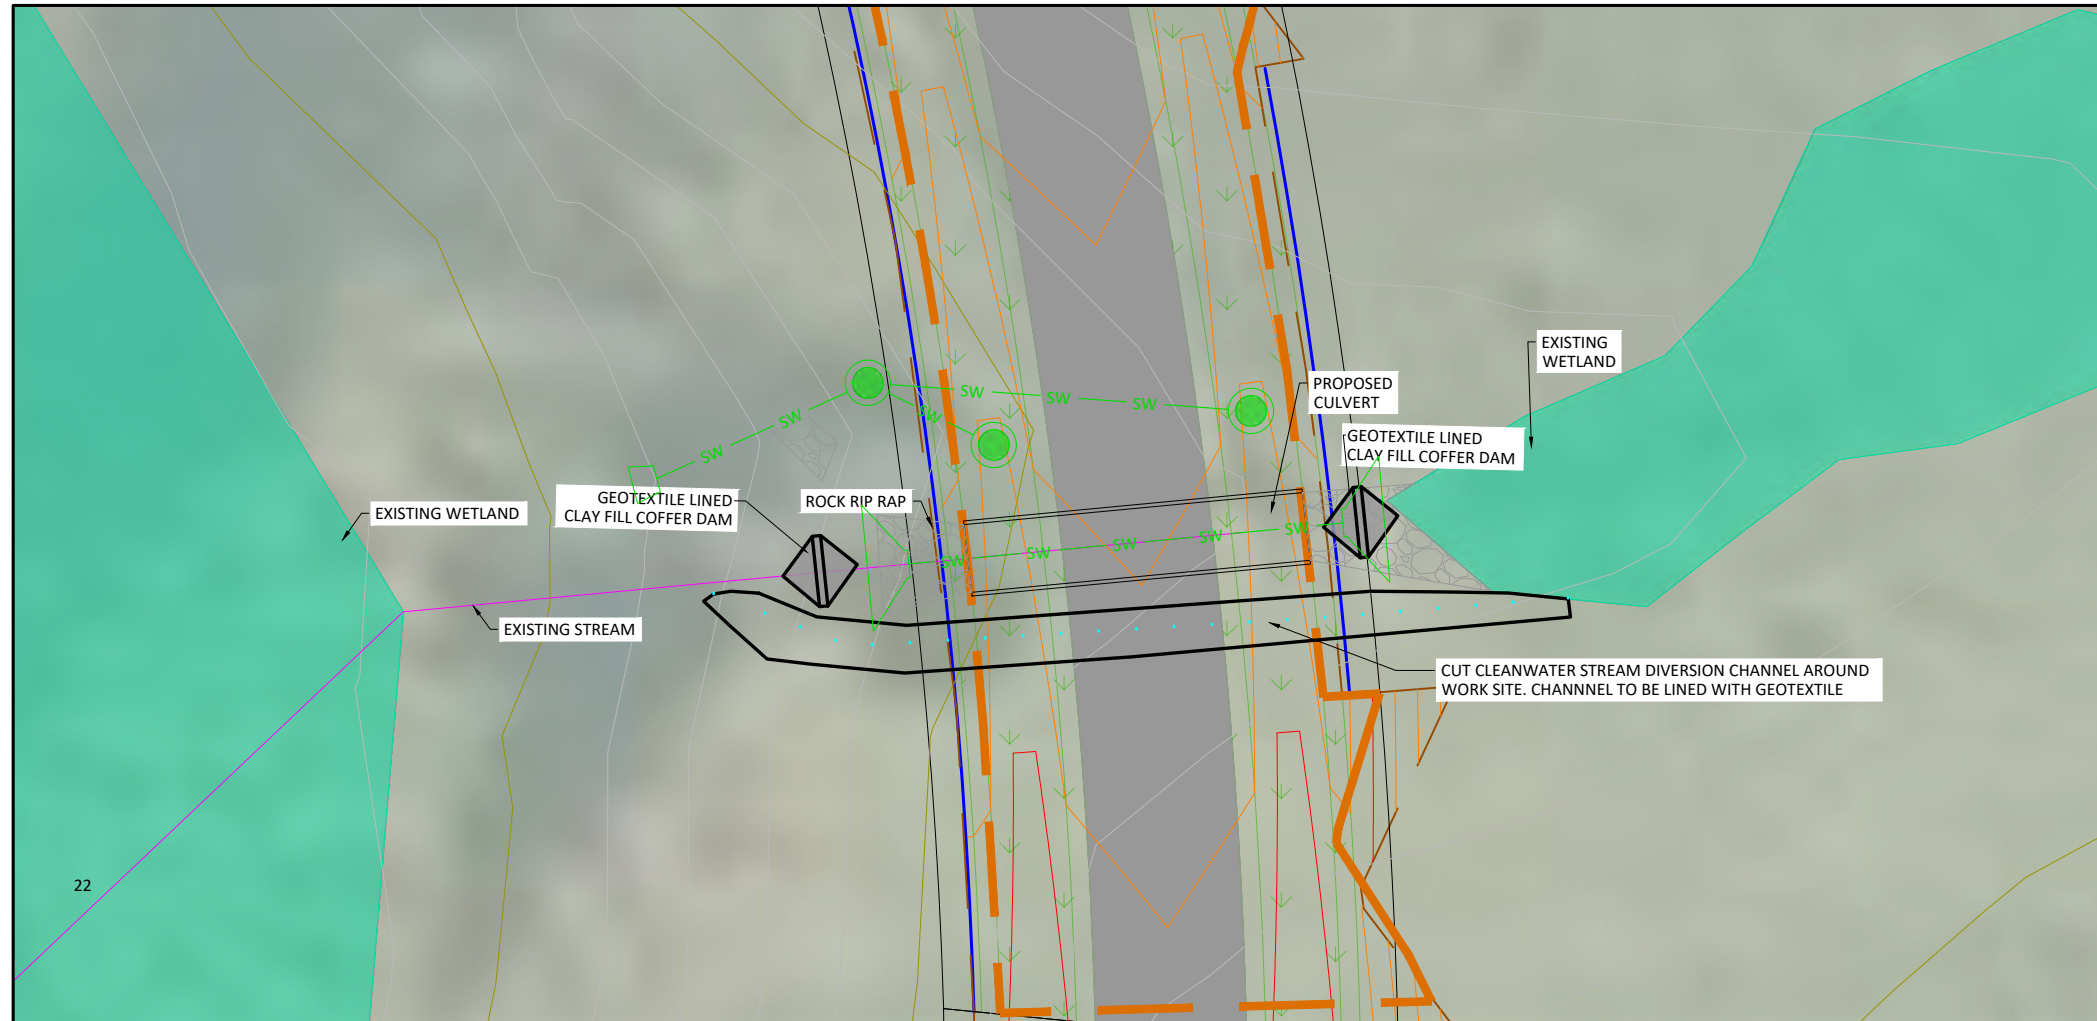 EXISTING
WETLAND
PROPOSED
CULVERT
SW
SW
SW
SW
SW
SW
SW
GEOTEXTILE LINED
CLAY FILL COFFER DAM
GEOTEXTILE LINED
CLAY FILL COFFER DAM
ROCK RIP RAP
EXISTING WETLAND
SW
SW
SW
SW
SW
EXISTING STREAM
CUT CLEANWATER STREAM DIVERSION CHANNEL AROUND
WORK SITE. CHANNNEL TO BE LINED WITH GEOTEXTILE
22